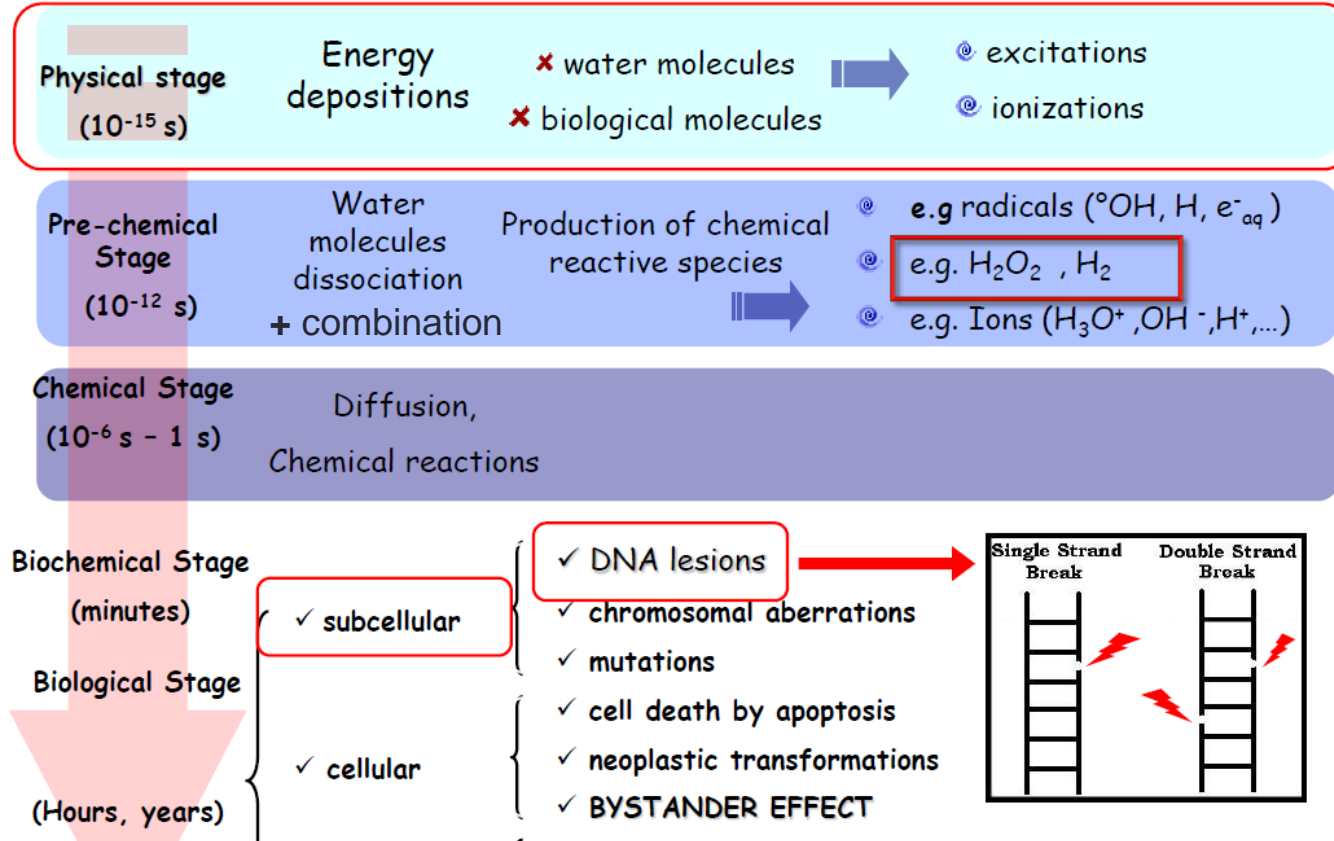 Physical stage
(10⁻¹⁵ s)
Energy
depositions
✗ water molecules
✗ biological molecules
excitations
ionizations
Pre-chemical
Stage
(10⁻¹² s)
Water
molecules
dissociation
+ combination
Production of chemical
reactive species
e.g radicals (°OH, H, e⁻aq )
e.g. H₂O₂ , H₂
e.g. Ions (H₃O⁺ ,OH ⁻,H⁺,...)
Chemical Stage
(10⁻⁶ s – 1 s)
Diffusion,
Chemical reactions
Biochemical Stage
(minutes)
Biological Stage
(Hours, years)
✓ subcellular
✓ DNA lesions
✓ chromosomal aberrations
✓ mutations
✓ cellular
✓ cell death by apoptosis
✓ neoplastic transformations
✓ BYSTANDER EFFECT
Single Strand
Break
Double Strand
Break